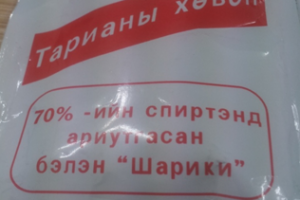 Тарианы хөвөн
70% -ийн спиртэнд
ариутгасан
бэлэн “Шарики”